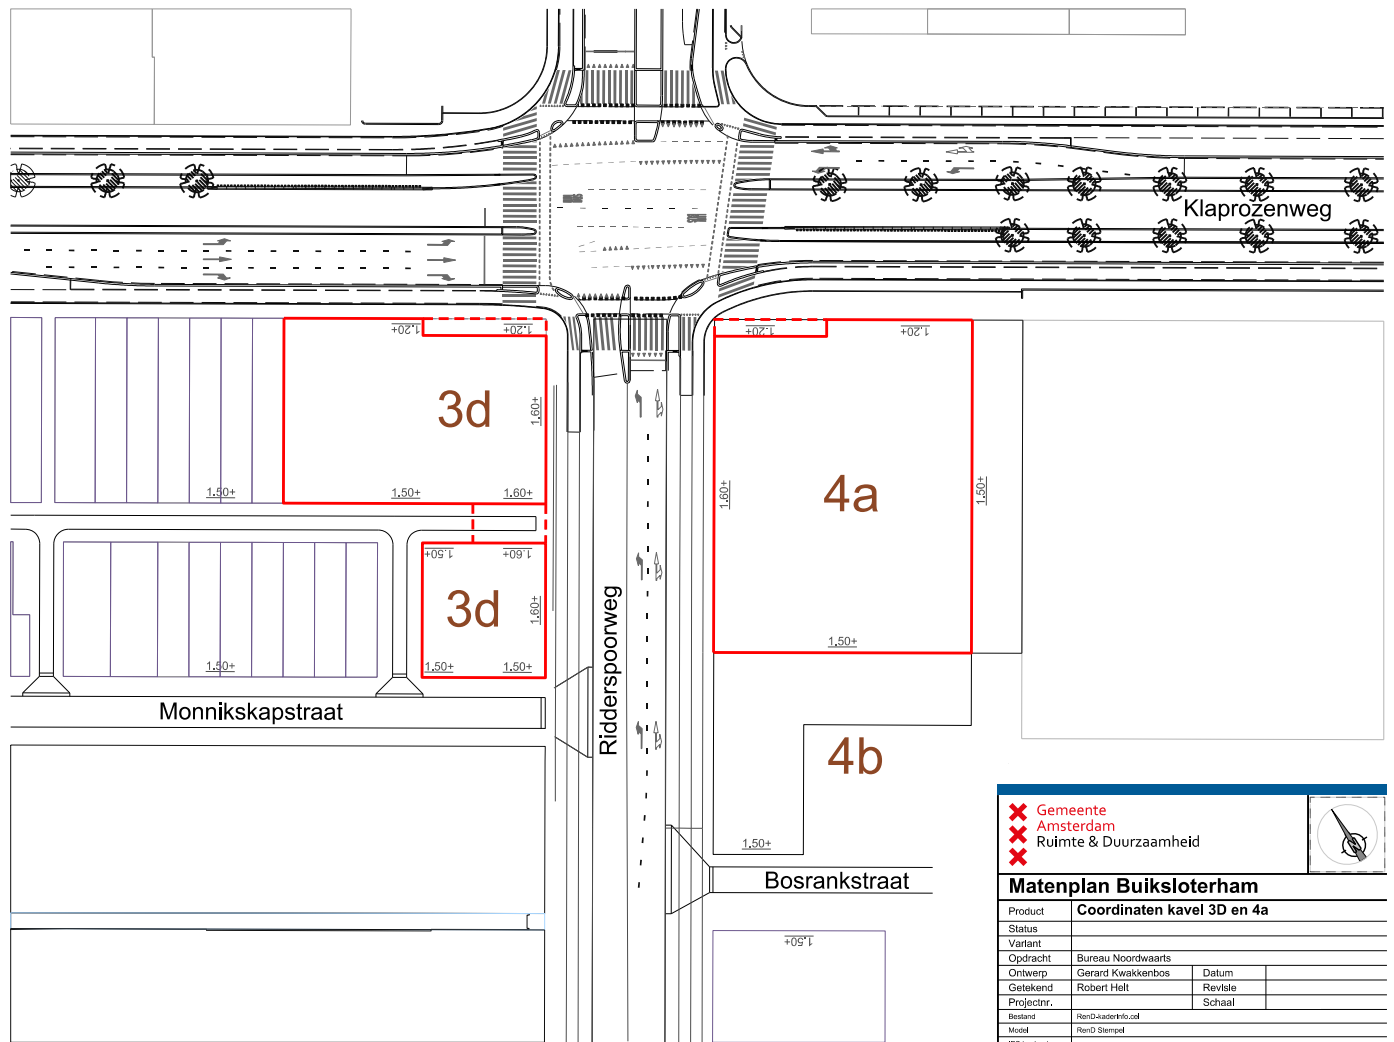 Klaprozenweg
1.20+
1.20+
1.20+
1.20+
3d
1.60+
4a
1.60+
1.50+
1.50+
1.50+
1.60+
1.50+
1.60+
3d
1.60+
1.50+
1.50+
1.50+
1.50+
Ridderspoorweg
Monnikskapstraat
4b
1.50+
Bosrankstraat
1.50+
Gemeente
Amsterdam
Ruimte & Duurzaamheid
Matenplan Buiksloterham
Product Coordinaten kavel 3D en 4a
Status
Variant
Opdracht Bureau Noordwaarts
Ontwerp Gerard Kwakkenbos Datum
Getekend Robert Helt Revisie
Projectnr. Schaal
Bestand RenD-kaderinfo.cel
Model RenD Stempel